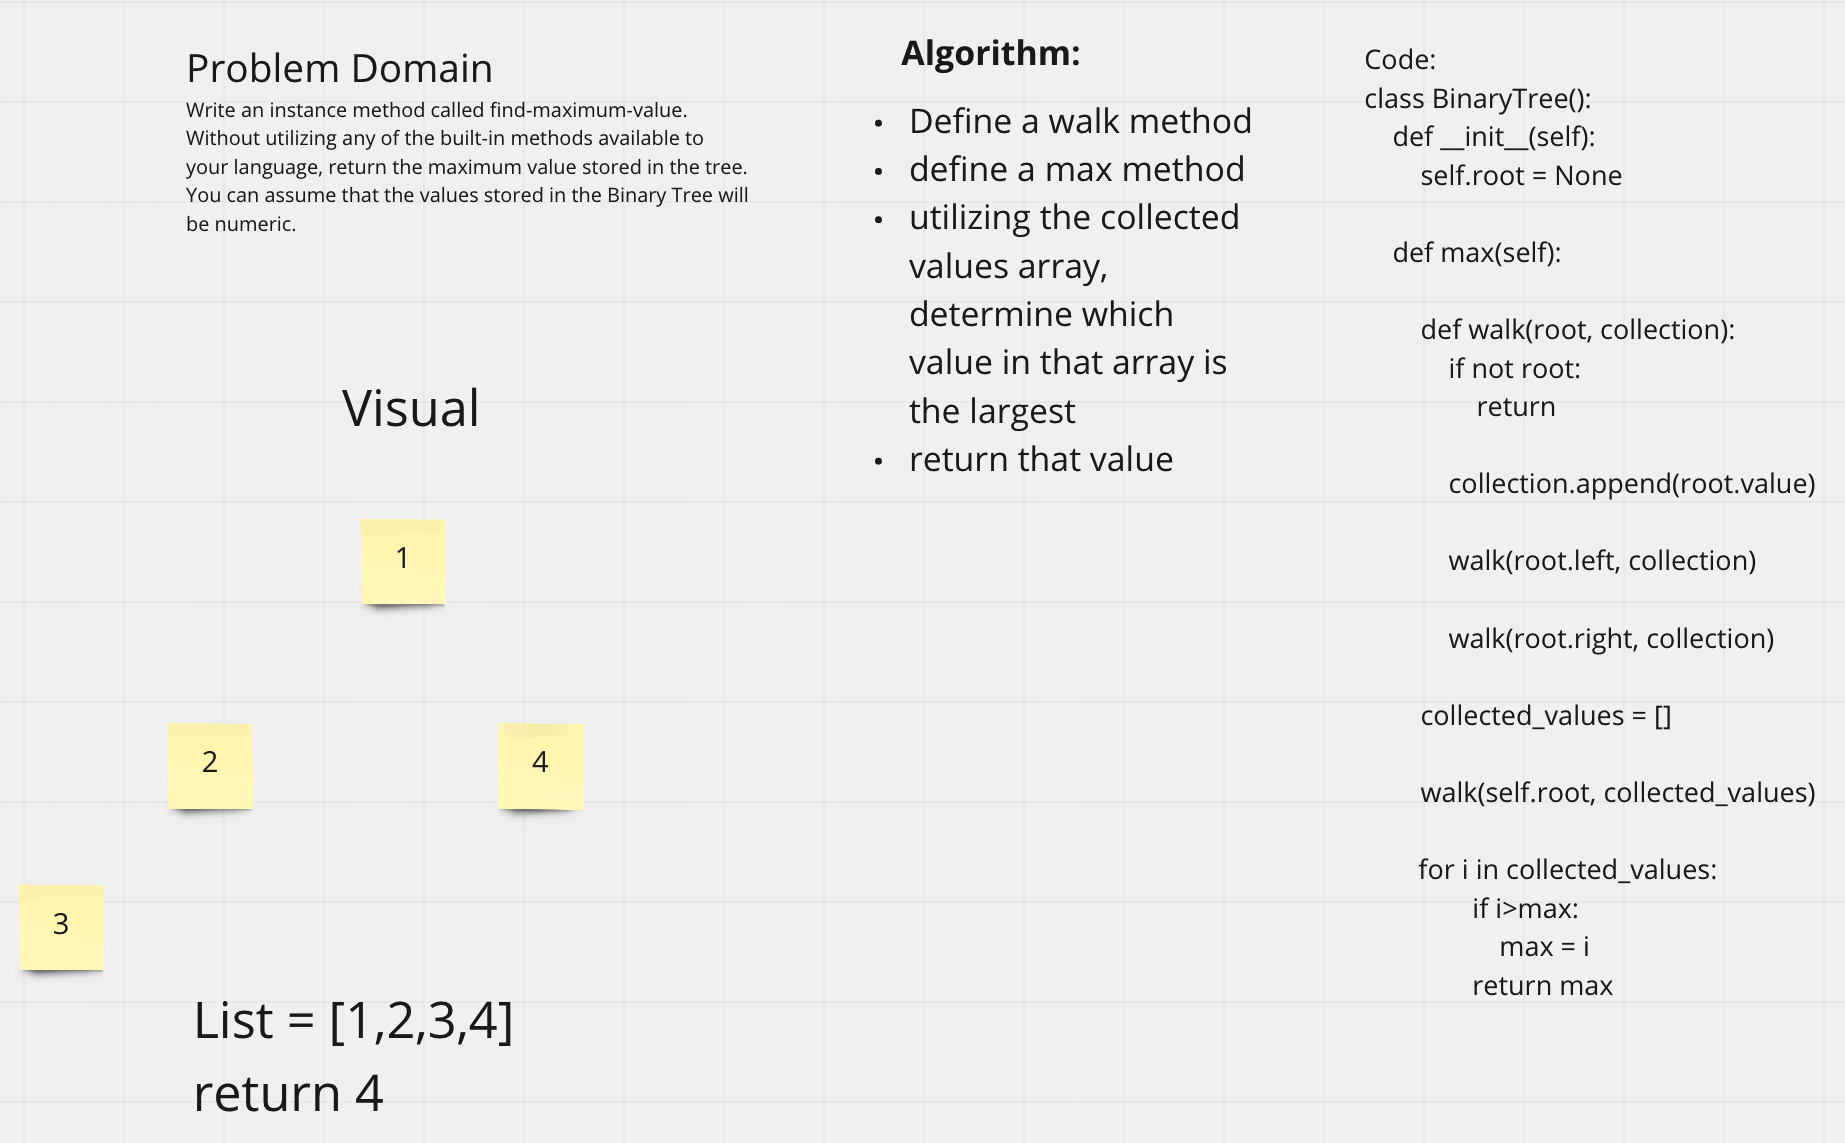 Problem Domain
Write an instance method called find-maximum-value.
Without utilizing any of the built-in methods available to
your language, return the maximum value stored in the tree.
You can assume that the values stored in the Binary Tree will
be numeric.
Visual
1
2
4
3
List = [1,2,3,4]
return 4
Algorithm:
• Define a walk method
• define a max method
• utilizing the collected
values array,
determine which
value in that array is
the largest
• return that value
Code:
class BinaryTree():
    def __init__(self):
        self.root = None
    def max(self):
        def walk(root, collection):
            if not root:
                return
            collection.append(root.value)
            walk(root.left, collection)
            walk(root.right, collection)
        collected_values = []
        walk(self.root, collected_values)
        for i in collected_values:
            if i>max:
                max = i
            return max